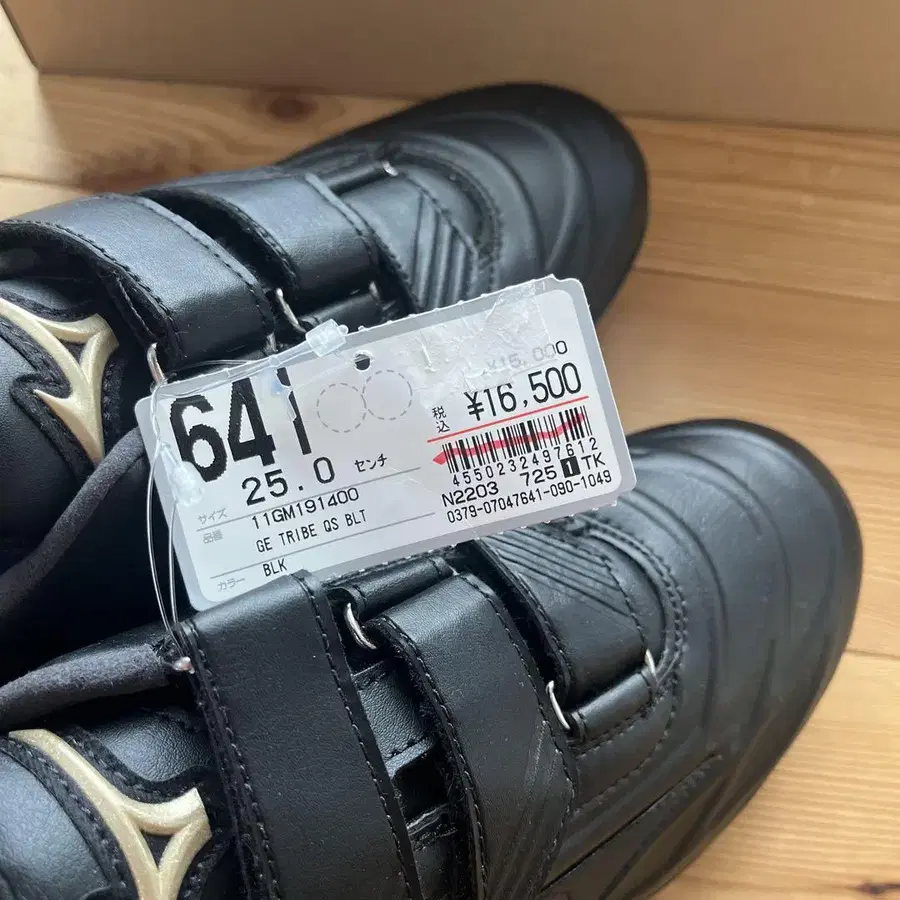 641
¥15,000
税込 ¥16,500
4550232497612
N2203 725 1 TK
0379-07047641-090-1049
サイズ 25.0 センチ
品番 11GM191400
GE TRIBE QS BLT
カラー BLK